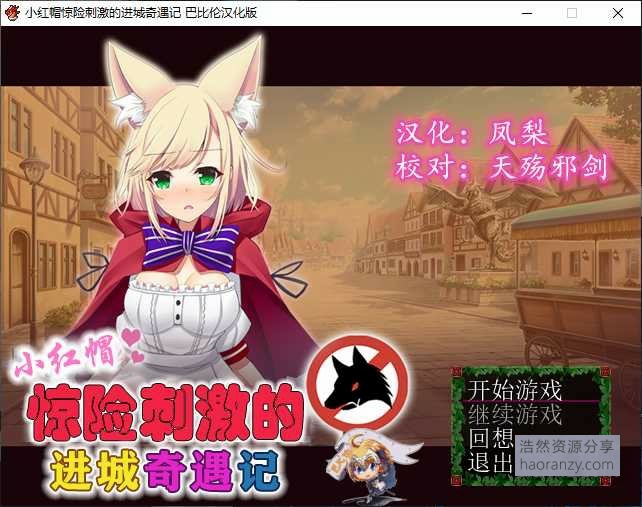 小红帽惊险刺激的进城奇遇记 巴比伦汉化版
汉化：凤梨
校对：天殇邪剑
小红帽
惊险刺激的
进城奇遇记
开始游戏
继续游戏
回想
退出
浩然资源分享
haoranzy.com